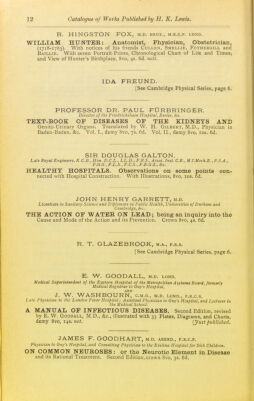 12 Catalogue of Works Published by H. K. Lewis.
R. HINGSTON FOX, M.D. BRUX., M.R.C.P. LOND.
WILLIAM HUNTER: Anatomist, Physician, Obstetrician,
(1718-1783). With notices of his friends CULLEN, SMELLIE, FOTHERGILL and
BAILLIE. With seven Portrait Plates, Chronological Chart of Life and Times,
and View of Hunter's Birthplace, 8vo, 4s. 6d. nett.
IDA FREUND.
[See Cambridge Physical Series, page 6.
PROFESSOR DR. PAUL FÜRBRINGER.
Director of the Friedrichshain Hospital, Berlin, &c.
TEXT-BOOK OF DISEASES OF THE KIDNEYS AND
Genito-Urinary Organs. Translated by W. H. GILBERT, M.D., Physician in
Baden-Baden, &c. Vol. I, demy 8vo, 7s. 6d. Vol. II, demy 8vo, 10s. 6d.
SIR DOUGLAS GALTON.
Late Royal Engineers, K.C.B., Hon. D.C.L., LL.D., F.R.S., Assoc. Inst. C.E., M.I.Mech.E., F.S.A.,
F.G.S., F.L.S., F.C.S., F.R.G.S., &c.
HEALTHY HOSPITALS. Observations on some points con-
nected with Hospital Construction. With Illustrations, 8vo, 10s. 6d.
JOHN HENRY GARRETT, M.D.
Licentiate in Sanitary Science and Diplomate in Public Health, Universities of Durham and
Cambridge, &c.
THE ACTION OF WATER ON LEAD; being an inquiry into the
Cause and Mode of the Action and its Prevention. Crown 8vo, 4s. 6d.
R. T. GLAZEBROOK, M.A., F.R.S.
[See Cambridge Physical Series, page 6.
E. W. GOODALL, M.D. LOND.
Medical Superintendent of the Eastern Hospital of the Metropolitan Asylums Board, formerly
Medical Registrar to Guy's Hospital,
AND
J. W. WASHBOURN, C.M.G., M.D. LOND., F.R.C.P.
Late Physician to the London Fever Hospital; Assistant Physician to Guy's Hospital, and Lecturer in
the Medical School.
A MANUAL OF INFECTIOUS DISEASES. Second Edition, revised
by E. W. GOODALL, M.D., &c., illustrated with 33 Plates, Diagrams, and Charts,
demy 8vo, 14s. net. [Just published.
JAMES F. GOODHART, M.D. ABERD., F.R.C.P.
Physician to Guy's Hospital, and Consulting Physician to the Evelina Hospital for Sick Children.
ON COMMON NEUROSES: or the Neurotic Element in Disease
and its Rational Treatment. Second Edition, crown 8vo, 3s. 6d.